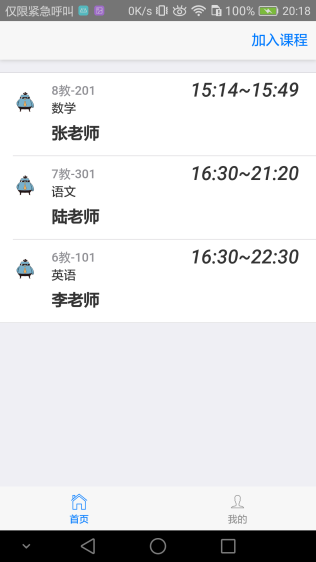 仅限紧急呼叫 0K/s 100% 20:18
加入课程
8教-201 15:14~15:49
数学
张老师
7教-301 16:30~21:20
语文
陆老师
6教-101 16:30~22:30
英语
李老师
首页 我的